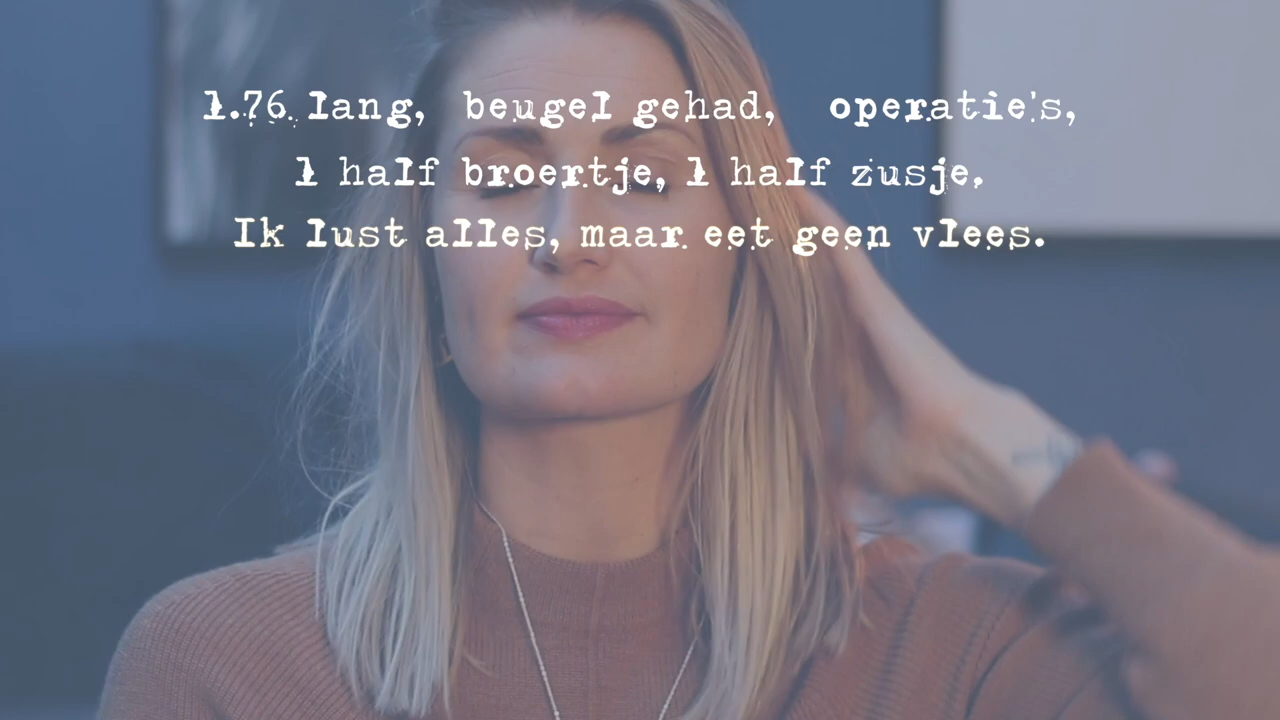 1.76 lang, beugel gehad, operatie's,
1 half broertje, 1 half zusje.
Ik lust alles, maar eet geen vlees.